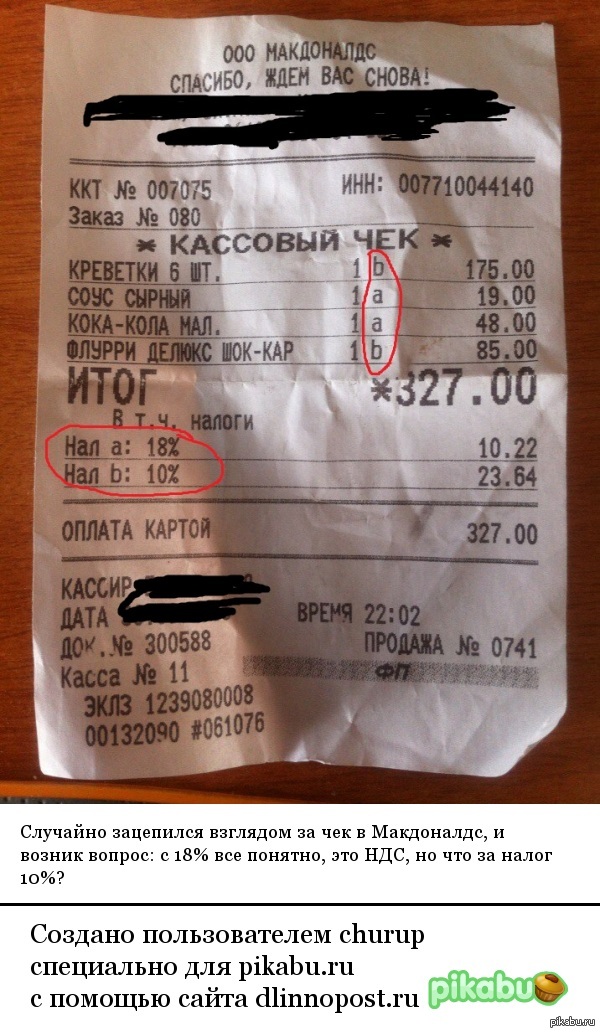 ООО МАКДОНАЛДС
СПАСИБО, ЖДЕМ ВАС СНОВА!
ККТ № 007075 ИНН: 007710044140
Заказ № 080
* КАССОВЫЙ ЧЕК *
КРЕВЕТКИ 6 ШТ. 1 b 175.00
СОУС СЫРНЫЙ 1 a 19.00
КОКА-КОЛА МАЛ. 1 a 48.00
ФЛУРРИ ДЕЛЮКС ШОК-КАР 1 b 85.00
ИТОГ *327.00
В т.ч. налоги
Нал a: 18% 10.22
Нал b: 10% 23.64
ОПЛАТА КАРТОЙ 327.00
КАССИР
ДАТА ВРЕМЯ 22:02
ДОК.№ 300588 ПРОДАЖА № 0741
Касса № 11 ФП
ЭКЛЗ 1239080008
00132090 #061076
Случайно зацепился взглядом за чек в Макдоналдс, и
возник вопрос: с 18% все понятно, это НДС, но что за налог
10%?
Создано пользователем churup
специально для pikabu.ru
с помощью сайта dlinnopost.ru pikabu
pikabu.ru